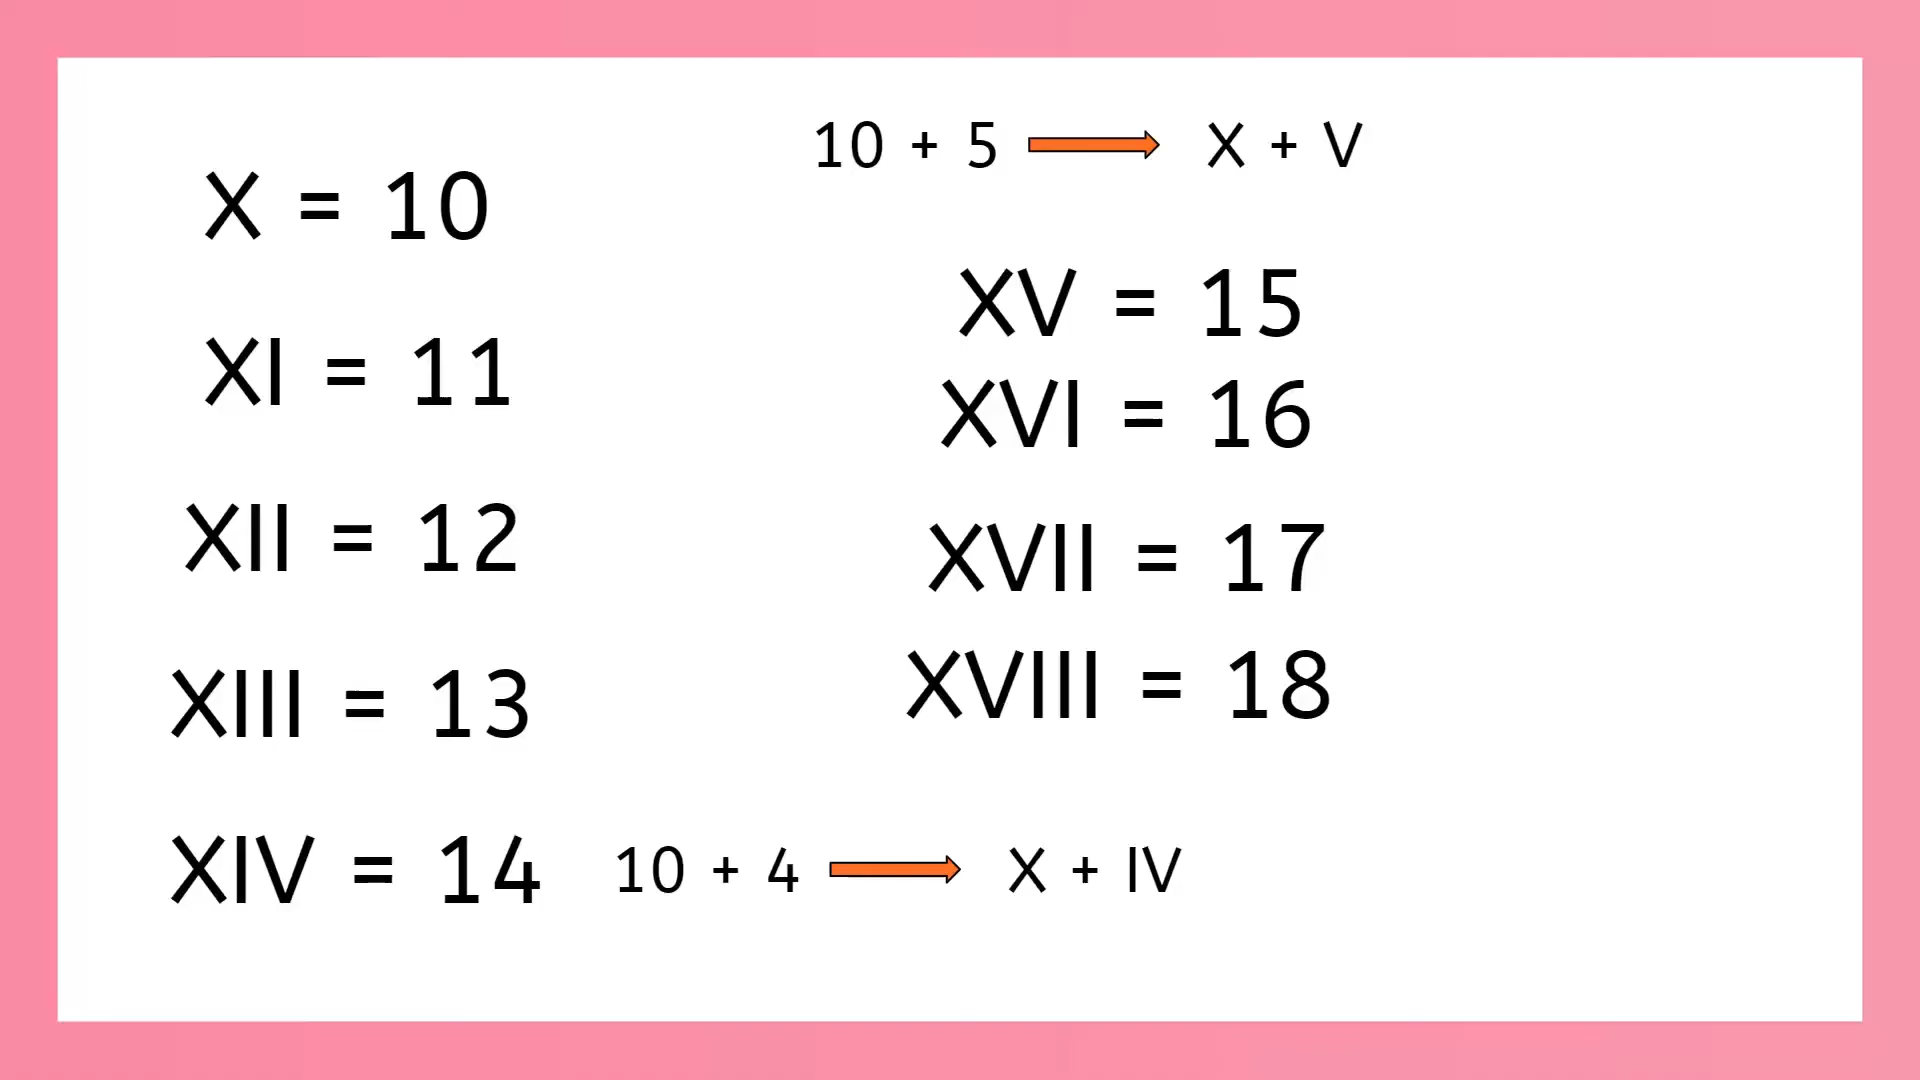 X = 10
XI = 11
XII = 12
XIII = 13
XIV = 14 10 + 4 X + IV
10 + 5 X + V
XV = 15
XVI = 16
XVII = 17
XVIII = 18